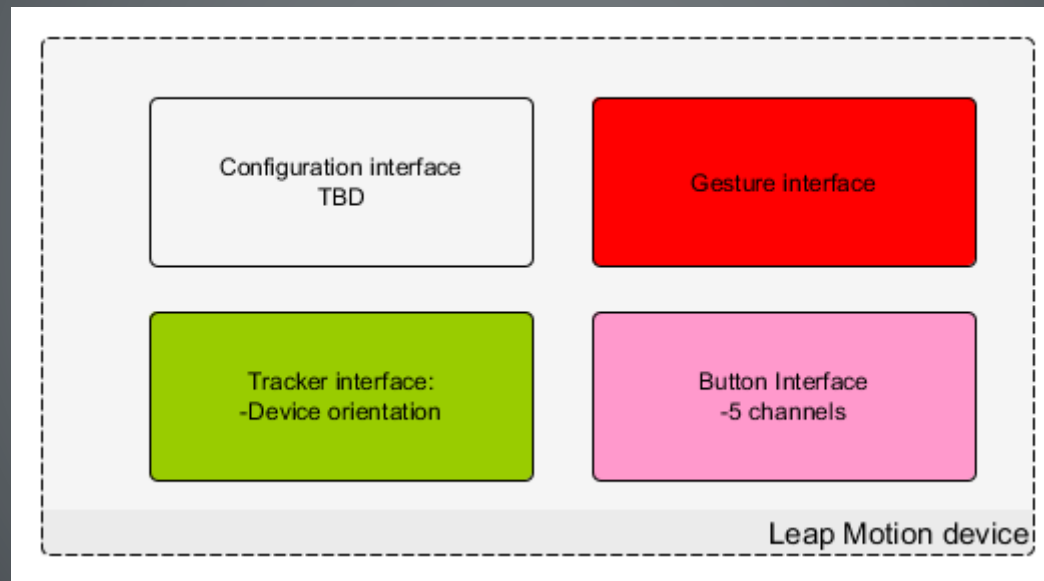 Configuration interface
TBD
Gesture interface
Tracker interface:
-Device orientation
Button Interface
-5 channels
Leap Motion device